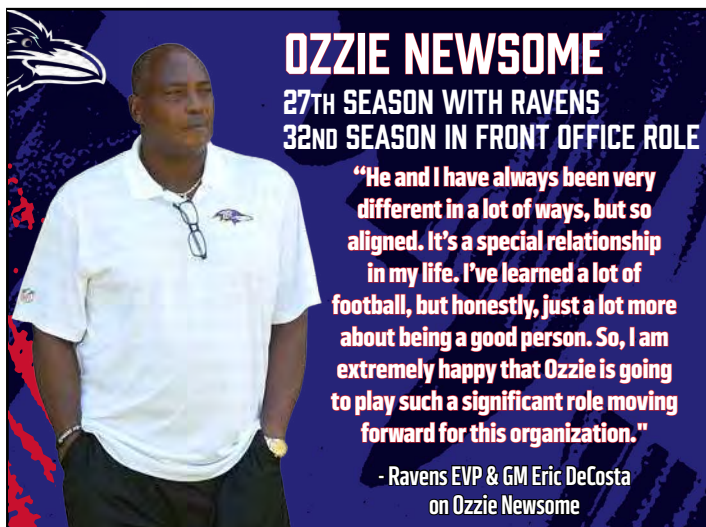 OZZIE NEWSOME
27TH SEASON WITH RAVENS
32ND SEASON IN FRONT OFFICE ROLE
“He and I have always been very
different in a lot of ways, but so
aligned. It’s a special relationship
in my life. I’ve learned a lot of
football, but honestly, just a lot more
about being a good person. So, I am
extremely happy that Ozzie is going
to play such a significant role moving
forward for this organization."
- Ravens EVP & GM Eric DeCosta
on Ozzie Newsome